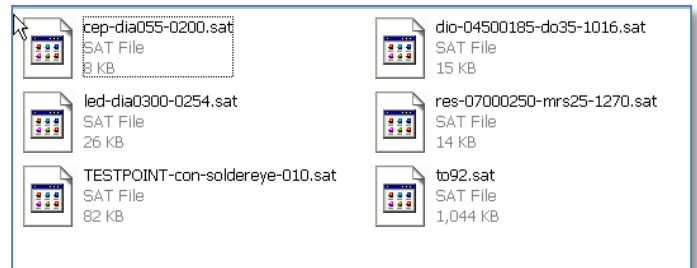 cep-dia055-0200.sat
SAT File
8 KB
dio-04500185-do35-1016.sat
SAT File
15 KB
led-dia0300-0254.sat
SAT File
26 KB
res-07000250-mrs25-1270.sat
SAT File
14 KB
TESTPOINT-con-soldereye-010.sat
SAT File
82 KB
to92.sat
SAT File
1,044 KB